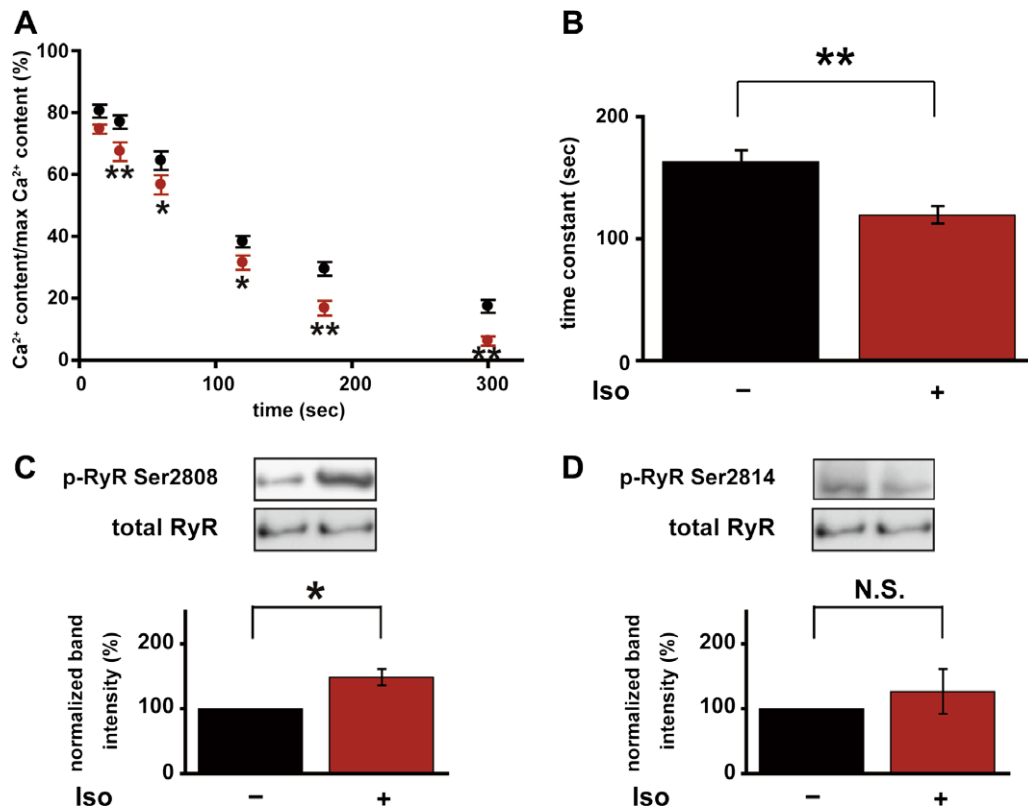 A
Ca²⁺ content/max Ca²⁺ content (%)
100
80
60
40
20
0
**
*
*
**
**
0
100
200
300
time (sec)
B
**
time constant (sec)
200
100
0
Iso
–
+
C
p-RyR Ser2808
total RyR
*
normalized band
intensity (%)
200
100
0
Iso
–
+
D
p-RyR Ser2814
total RyR
N.S.
normalized band
intensity (%)
200
100
0
Iso
–
+